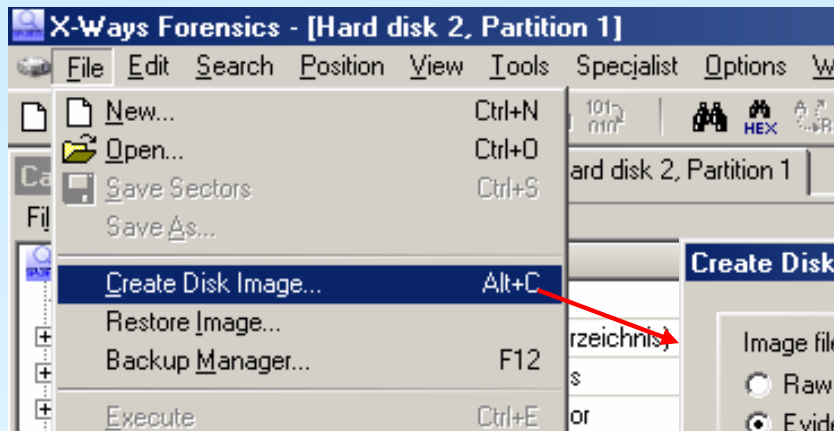 X-Ways Forensics - [Hard disk 2, Partition 1]
File Edit Search Position View Tools Specialist Options
New... Ctrl+N
Open... Ctrl+O
HEX
Save Sectors Ctrl+S
ard disk 2, Partition 1
Save As...
Create Disk Image... Alt+C
Create Disk
Restore Image...
rzeichnis)
Image file
Backup Manager... F12
Raw
Execute Ctrl+E
or